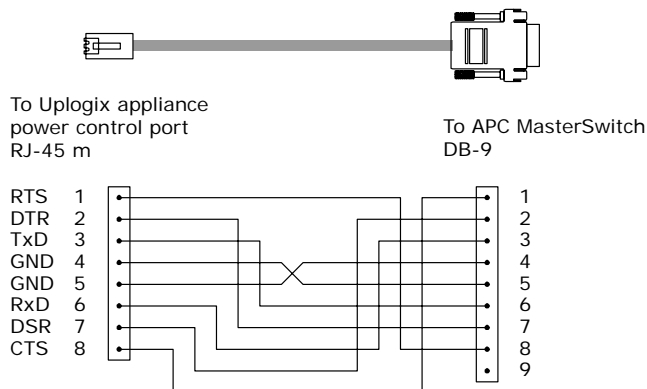 To Uplogix appliance
power control port
RJ-45 m
To APC MasterSwitch
DB-9
RTS 1
DTR 2
TxD 3
GND 4
GND 5
RxD 6
DSR 7
CTS 8
1
2
3
4
5
6
7
8
9